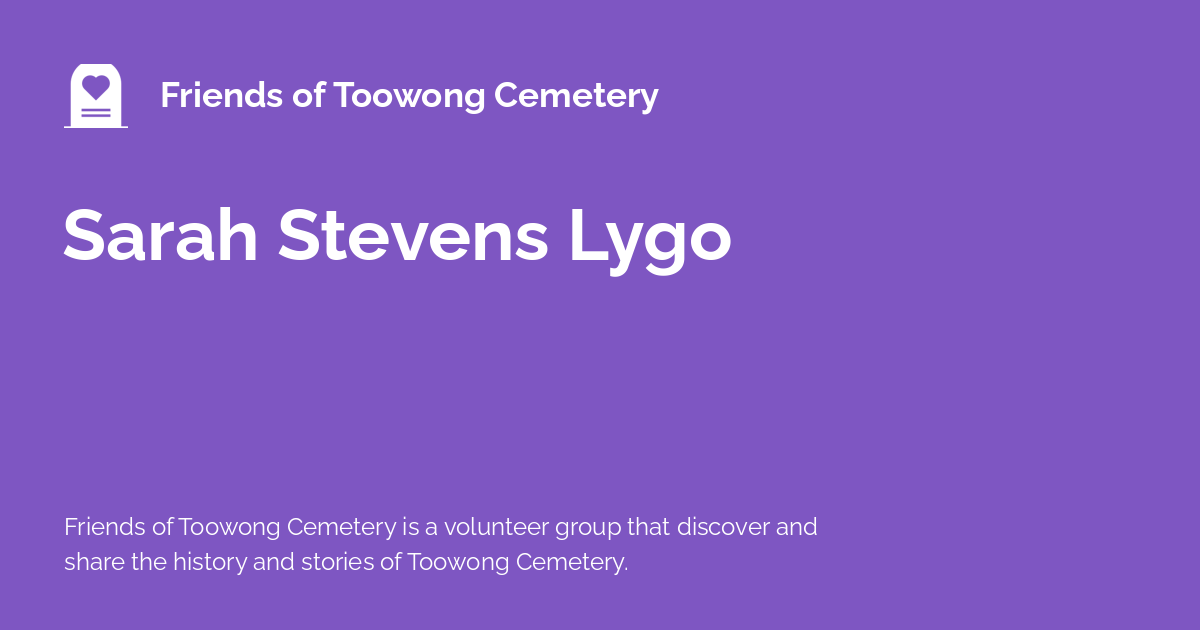 Friends of Toowong Cemetery
Sarah Stevens Lygo
Friends of Toowong Cemetery is a volunteer group that discover and
share the history and stories of Toowong Cemetery.